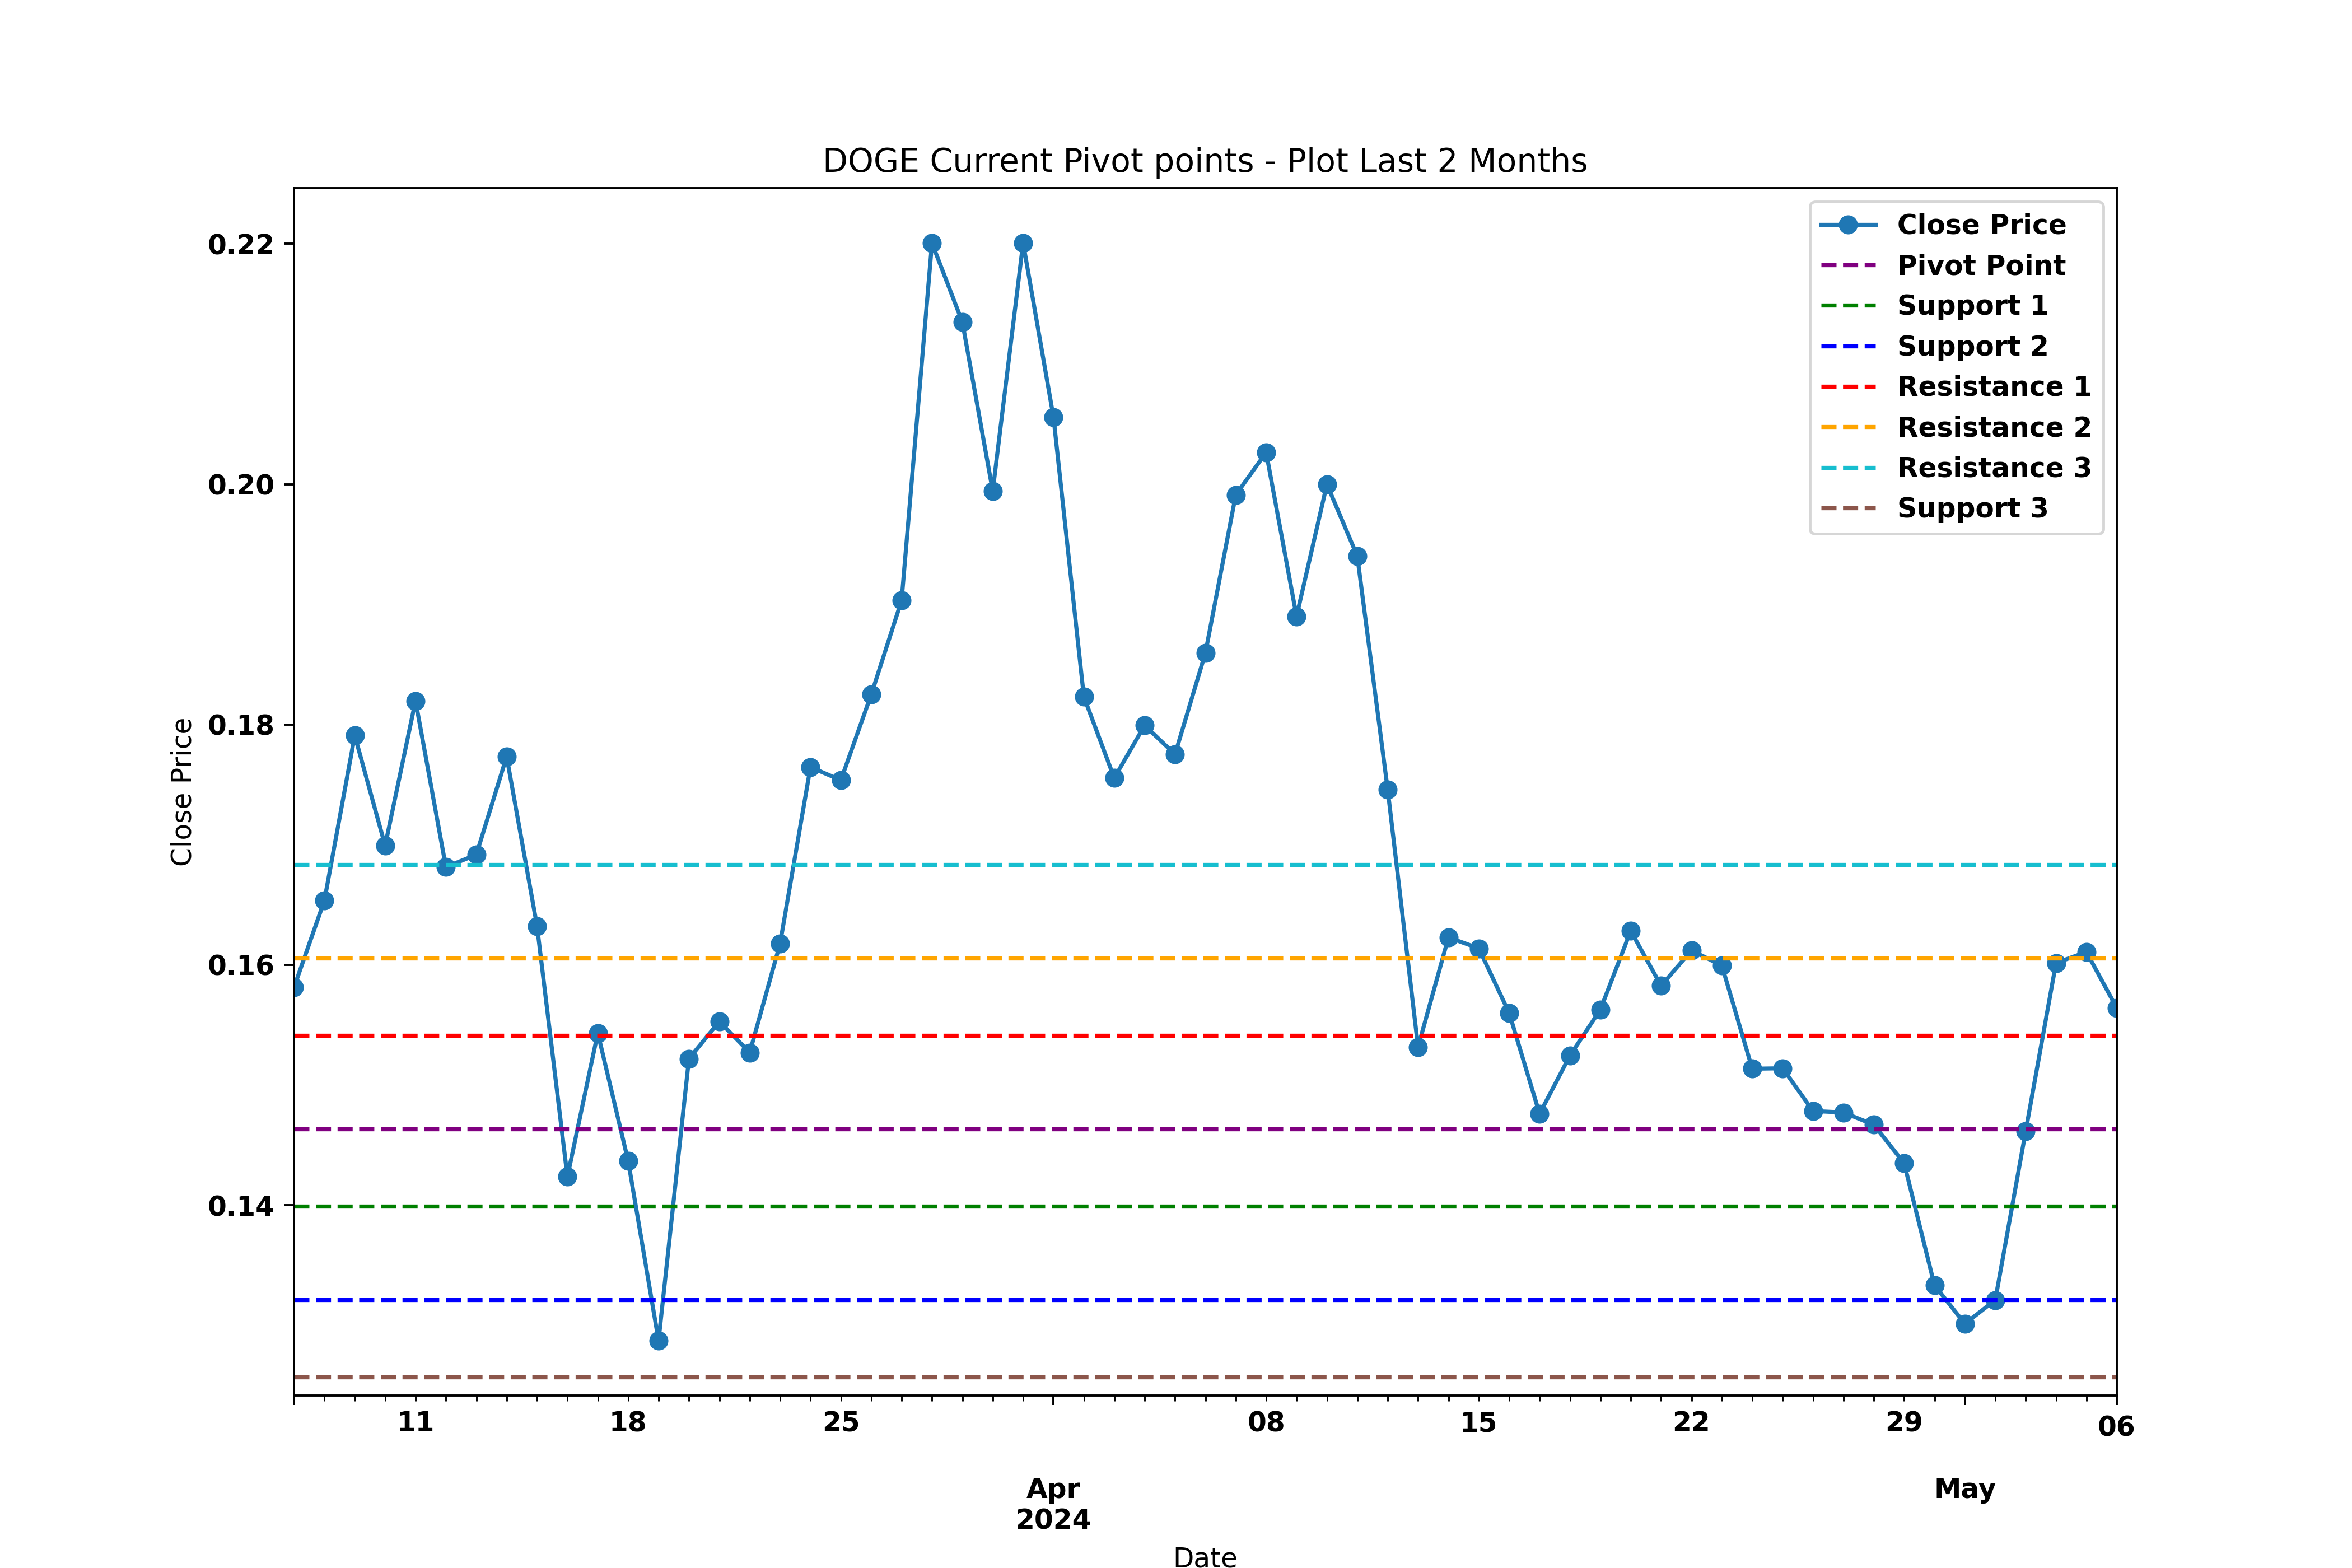 DOGE Current Pivot points - Plot Last 2 Months
Close Price
Pivot Point
Support 1
Support 2
Resistance 1
Resistance 2
Resistance 3
Support 3
Close Price
0.22
0.20
0.18
0.16
0.14
11 18 25 08 15 22 29 06
Apr May
2024
Date